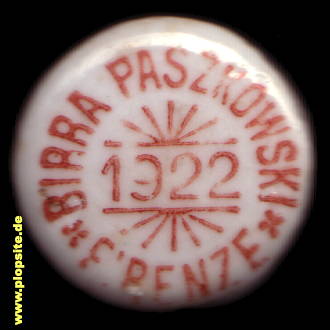 BIRRA PASZKOWSKI
1922
* FIRENZE *
www.plopsite.de